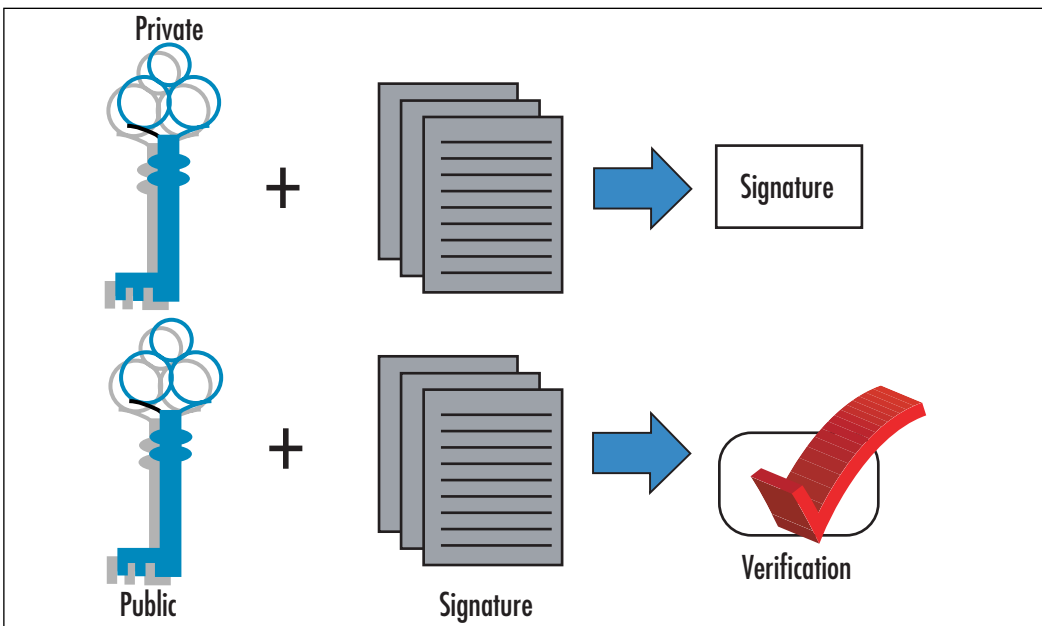 Private
Signature
Verification
Public
Signature